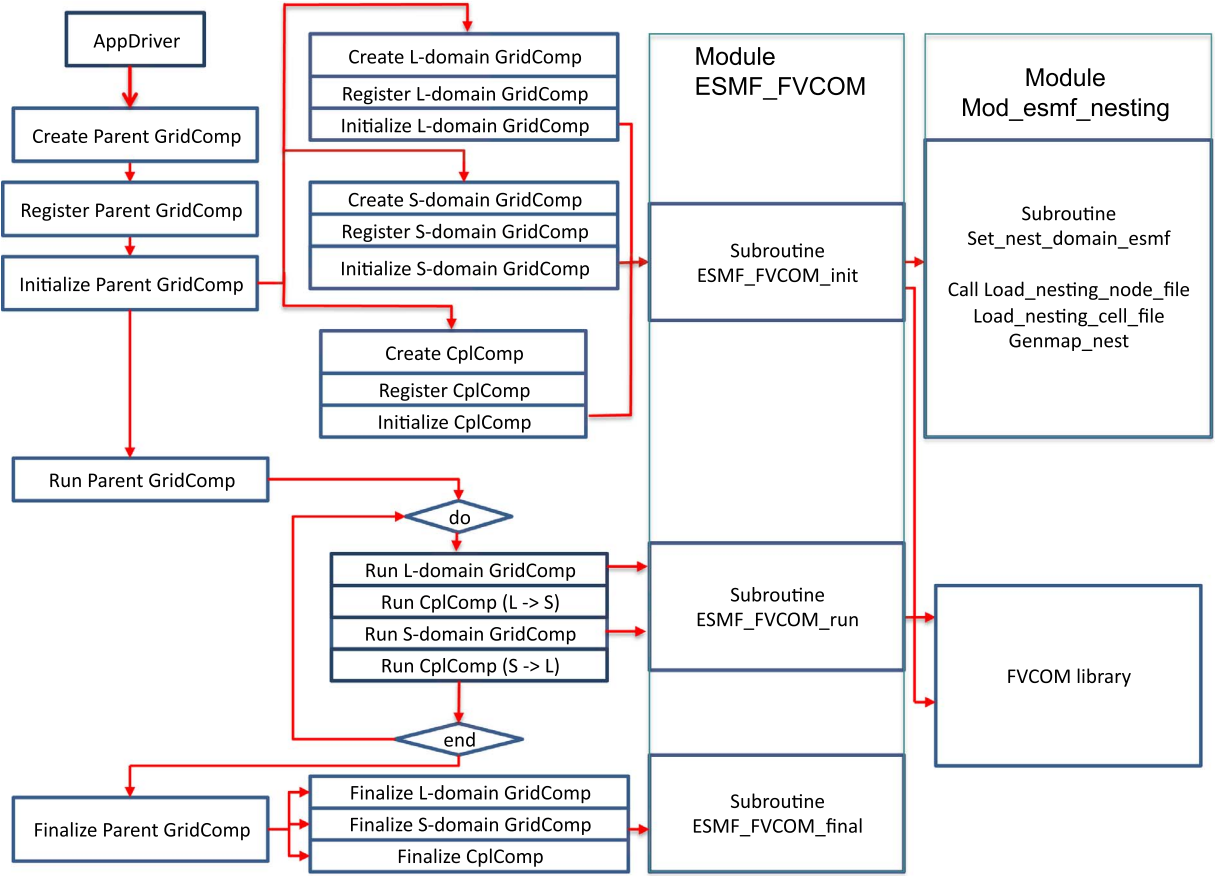 AppDriver
Create Parent GridComp
Register Parent GridComp
Initialize Parent GridComp
Run Parent GridComp
Finalize Parent GridComp
Create L-domain GridComp
Register L-domain GridComp
Initialize L-domain GridComp
Create S-domain GridComp
Register S-domain GridComp
Initialize S-domain GridComp
Create CplComp
Register CplComp
Initialize CplComp
do
Run L-domain GridComp
Run CplComp (L -> S)
Run S-domain GridComp
Run CplComp (S -> L)
end
Finalize L-domain GridComp
Finalize S-domain GridComp
Finalize CplComp
Module
ESMF_FVCOM
Subroutine
ESMF_FVCOM_init
Subroutine
ESMF_FVCOM_run
Subroutine
ESMF_FVCOM_final
Module
Mod_esmf_nesting
Subroutine
Set_nest_domain_esmf
Call Load_nesting_node_file
Load_nesting_cell_file
Genmap_nest
FVCOM library